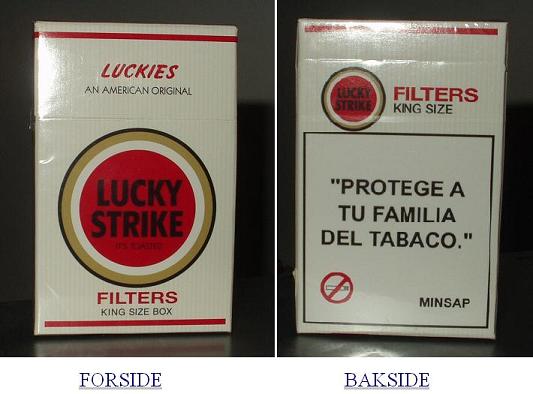 LUCKIES
AN AMERICAN ORIGINAL
LUCKY
STRIKE
IT'S TOASTED
FILTERS
KING SIZE BOX
LUCKY
STRIKE
FILTERS
KING SIZE
"PROTEGE A
TU FAMILIA
DEL TABACO."
MINSAP
FORSIDE
BAKSIDE